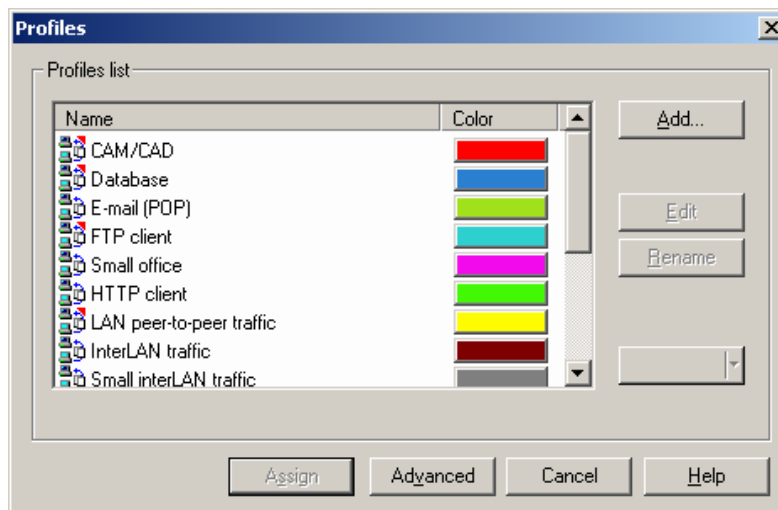 Profiles
Profiles list
Name Color
CAM/CAD
Database
E-mail (POP)
FTP client
Small office
HTTP client
LAN peer-to-peer traffic
InterLAN traffic
Small interLAN traffic
Add...
Edit
Rename
Assign Advanced Cancel Help